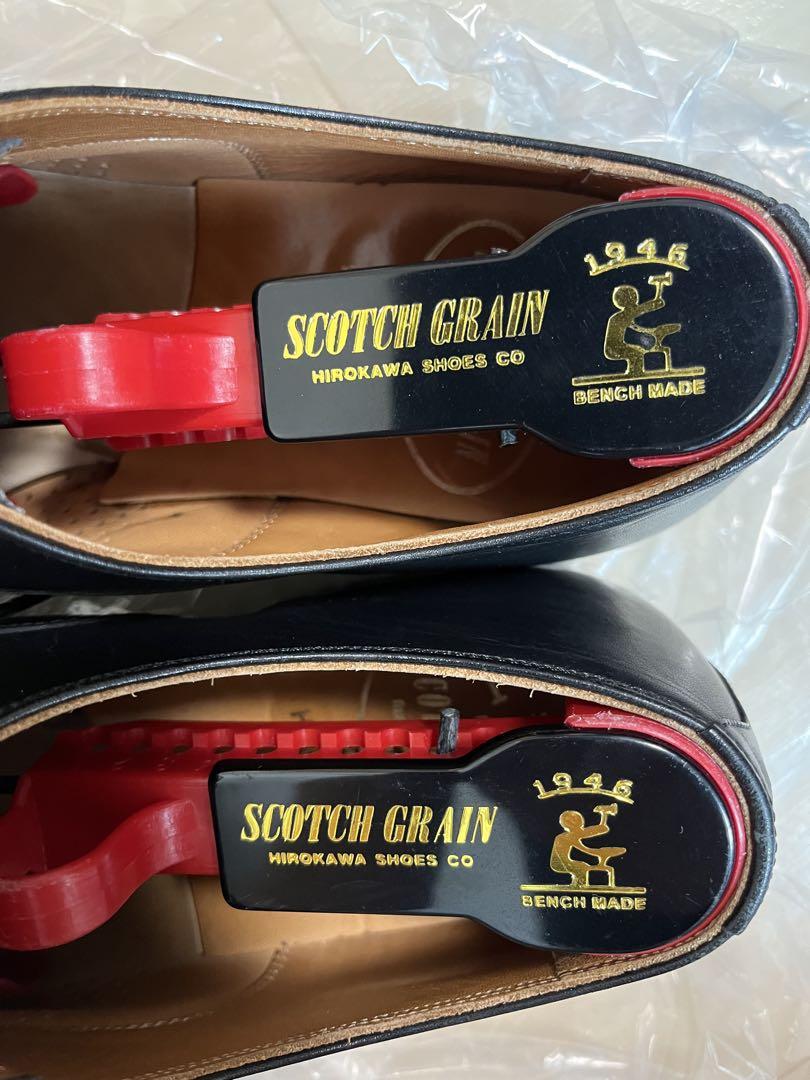 1946
SCOTCH GRAIN
HIROKAWA SHOES CO
BENCH MADE
1946
SCOTCH GRAIN
HIROKAWA SHOES CO
BENCH MADE